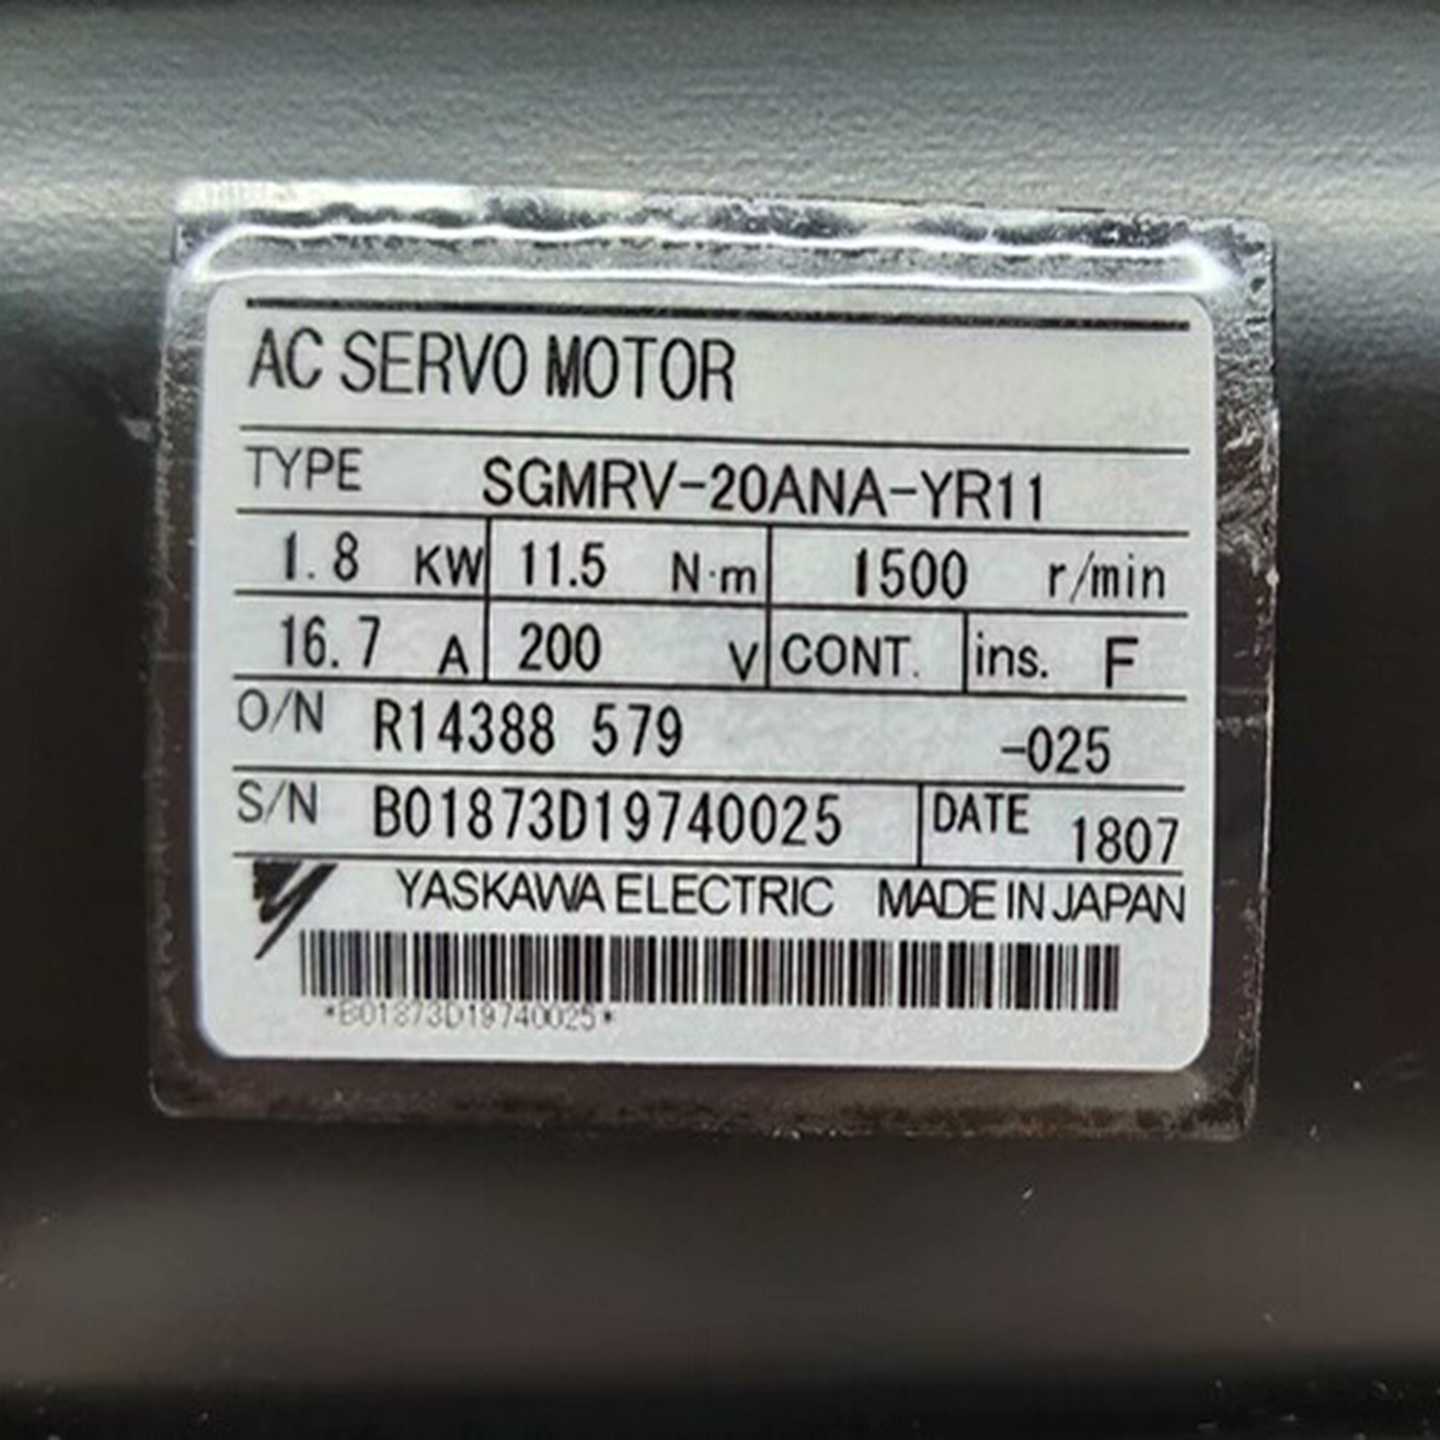 AC SERVO MOTOR
TYPE SGMRV-20ANA-YR11
1.8 KW 11.5 N·m 1500 r/min
16.7 A 200 V CONT. ins. F
O/N R14388 579 -025
S/N B01873D19740025 DATE 1807
YASKAWA ELECTRIC MADE IN JAPAN
*B01873D19740025*